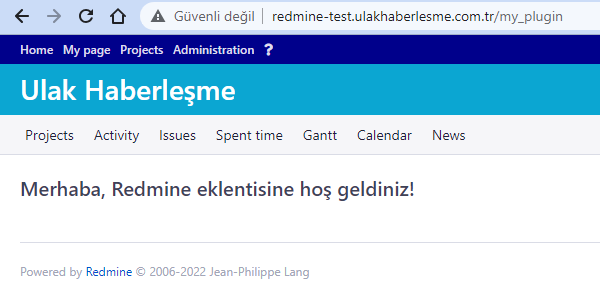 Güvenli değil | redmine-test.ulakhaberlesme.com.tr/my_plugin
Home My page Projects Administration ?
Ulak Haberleşme
Projects Activity Issues Spent time Gantt Calendar News
Merhaba, Redmine eklentisine hoş geldiniz!
Powered by Redmine © 2006-2022 Jean-Philippe Lang